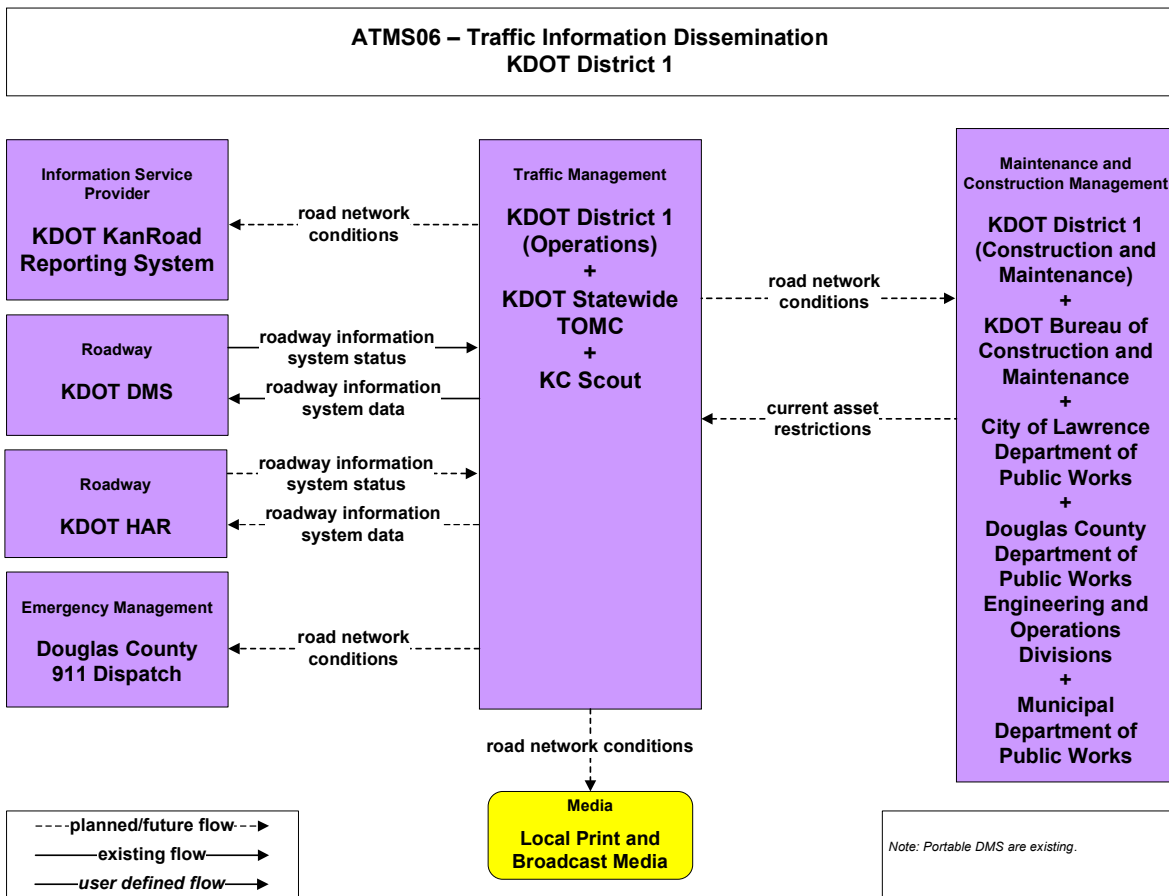 ATMS06 – Traffic Information Dissemination
KDOT District 1
Information Service
Provider
KDOT KanRoad
Reporting System
road network
conditions
Roadway
KDOT DMS
roadway information
system status
roadway information
system data
Roadway
KDOT HAR
roadway information
system status
roadway information
system data
Emergency Management
Douglas County
911 Dispatch
road network
conditions
Traffic Management
KDOT District 1
(Operations)
+
KDOT Statewide
TOMC
+
KC Scout
road network
conditions
current asset
restrictions
Maintenance and
Construction Management
KDOT District 1
(Construction and
Maintenance)
+
KDOT Bureau of
Construction and
Maintenance
+
City of Lawrence
Department of
Public Works
+
Douglas County
Department of
Public Works
Engineering and
Operations
Divisions
+
Municipal
Department of
Public Works
road network conditions
Media
Local Print and
Broadcast Media
planned/future flow
existing flow
user defined flow
Note: Portable DMS are existing.